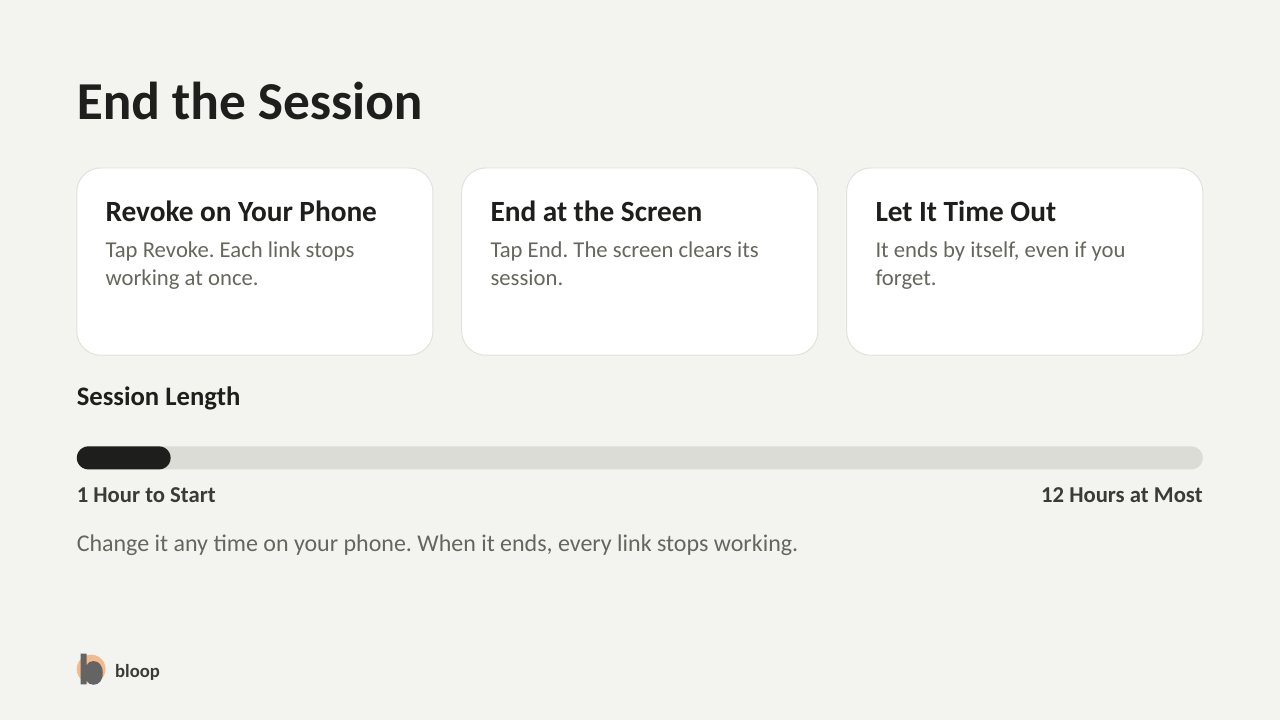 End the Session
Revoke on Your Phone
Tap Revoke. Each link stops
working at once.
End at the Screen
Tap End. The screen clears its
session.
Let It Time Out
It ends by itself, even if you
forget.
Session Length
1 Hour to Start
12 Hours at Most
Change it any time on your phone. When it ends, every link stops working.
b
bloop